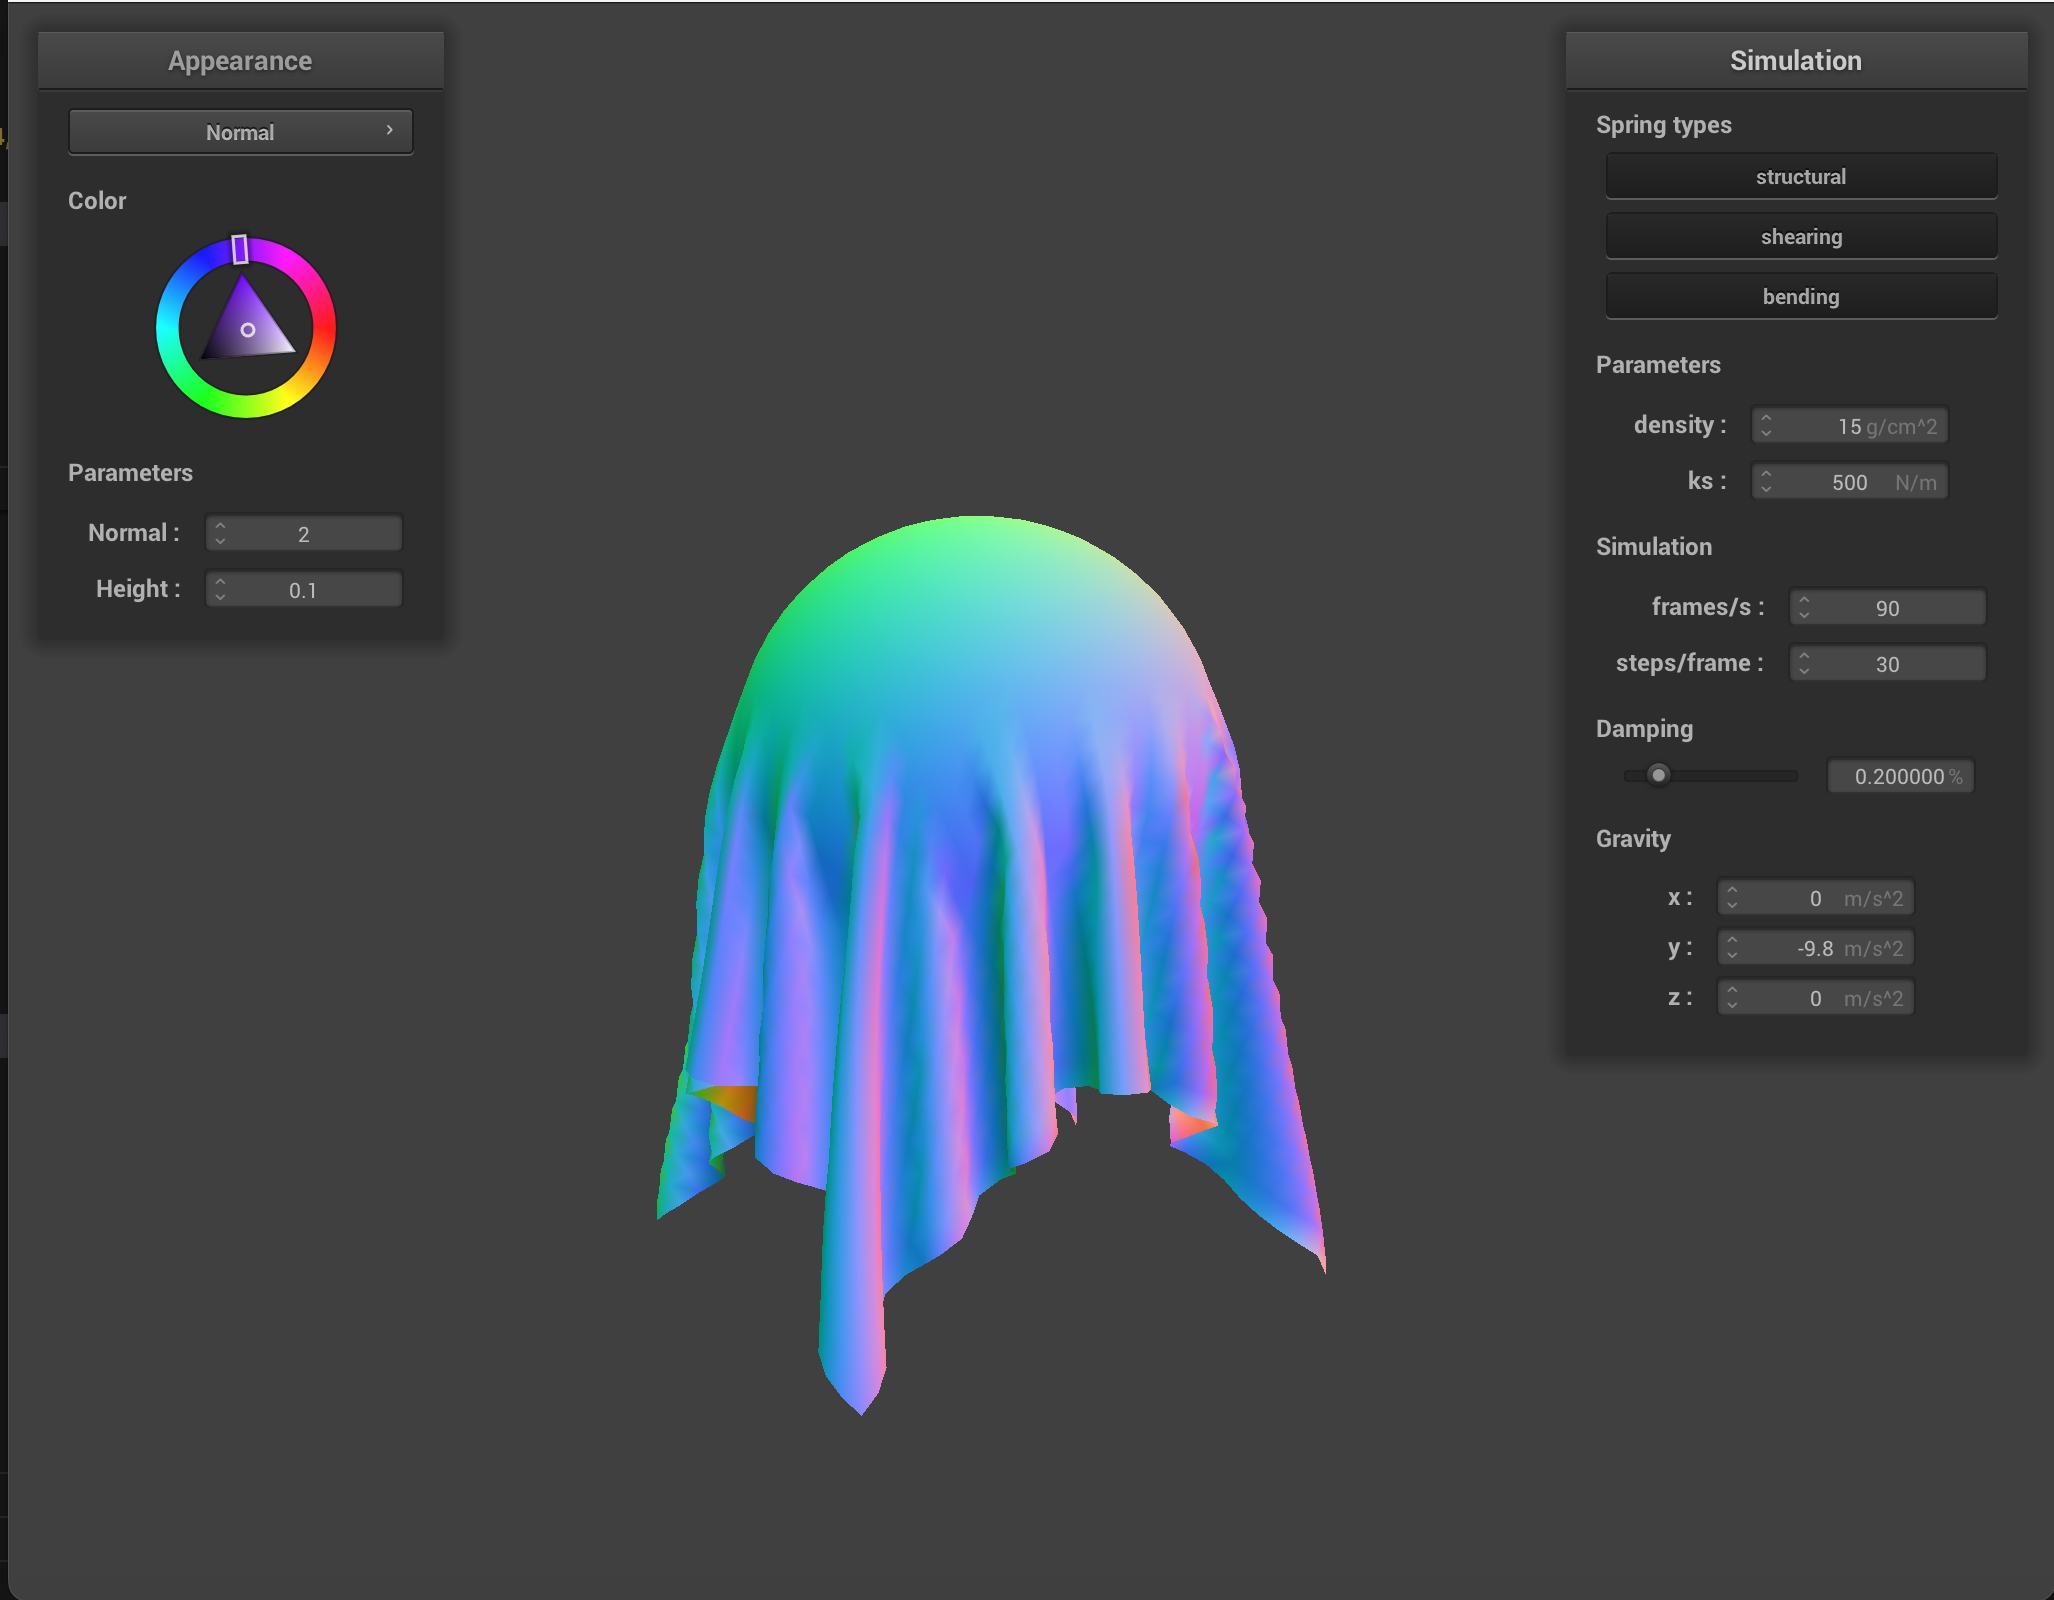 Appearance
Normal
Color
Parameters
Normal : 2
Height : 0.1
Simulation
Spring types
structural
shearing
bending
Parameters
density : 15 g/cm^2
ks : 500 N/m
Simulation
frames/s : 90
steps/frame : 30
Damping
0.200000 %
Gravity
x : 0 m/s^2
y : -9.8 m/s^2
z : 0 m/s^2